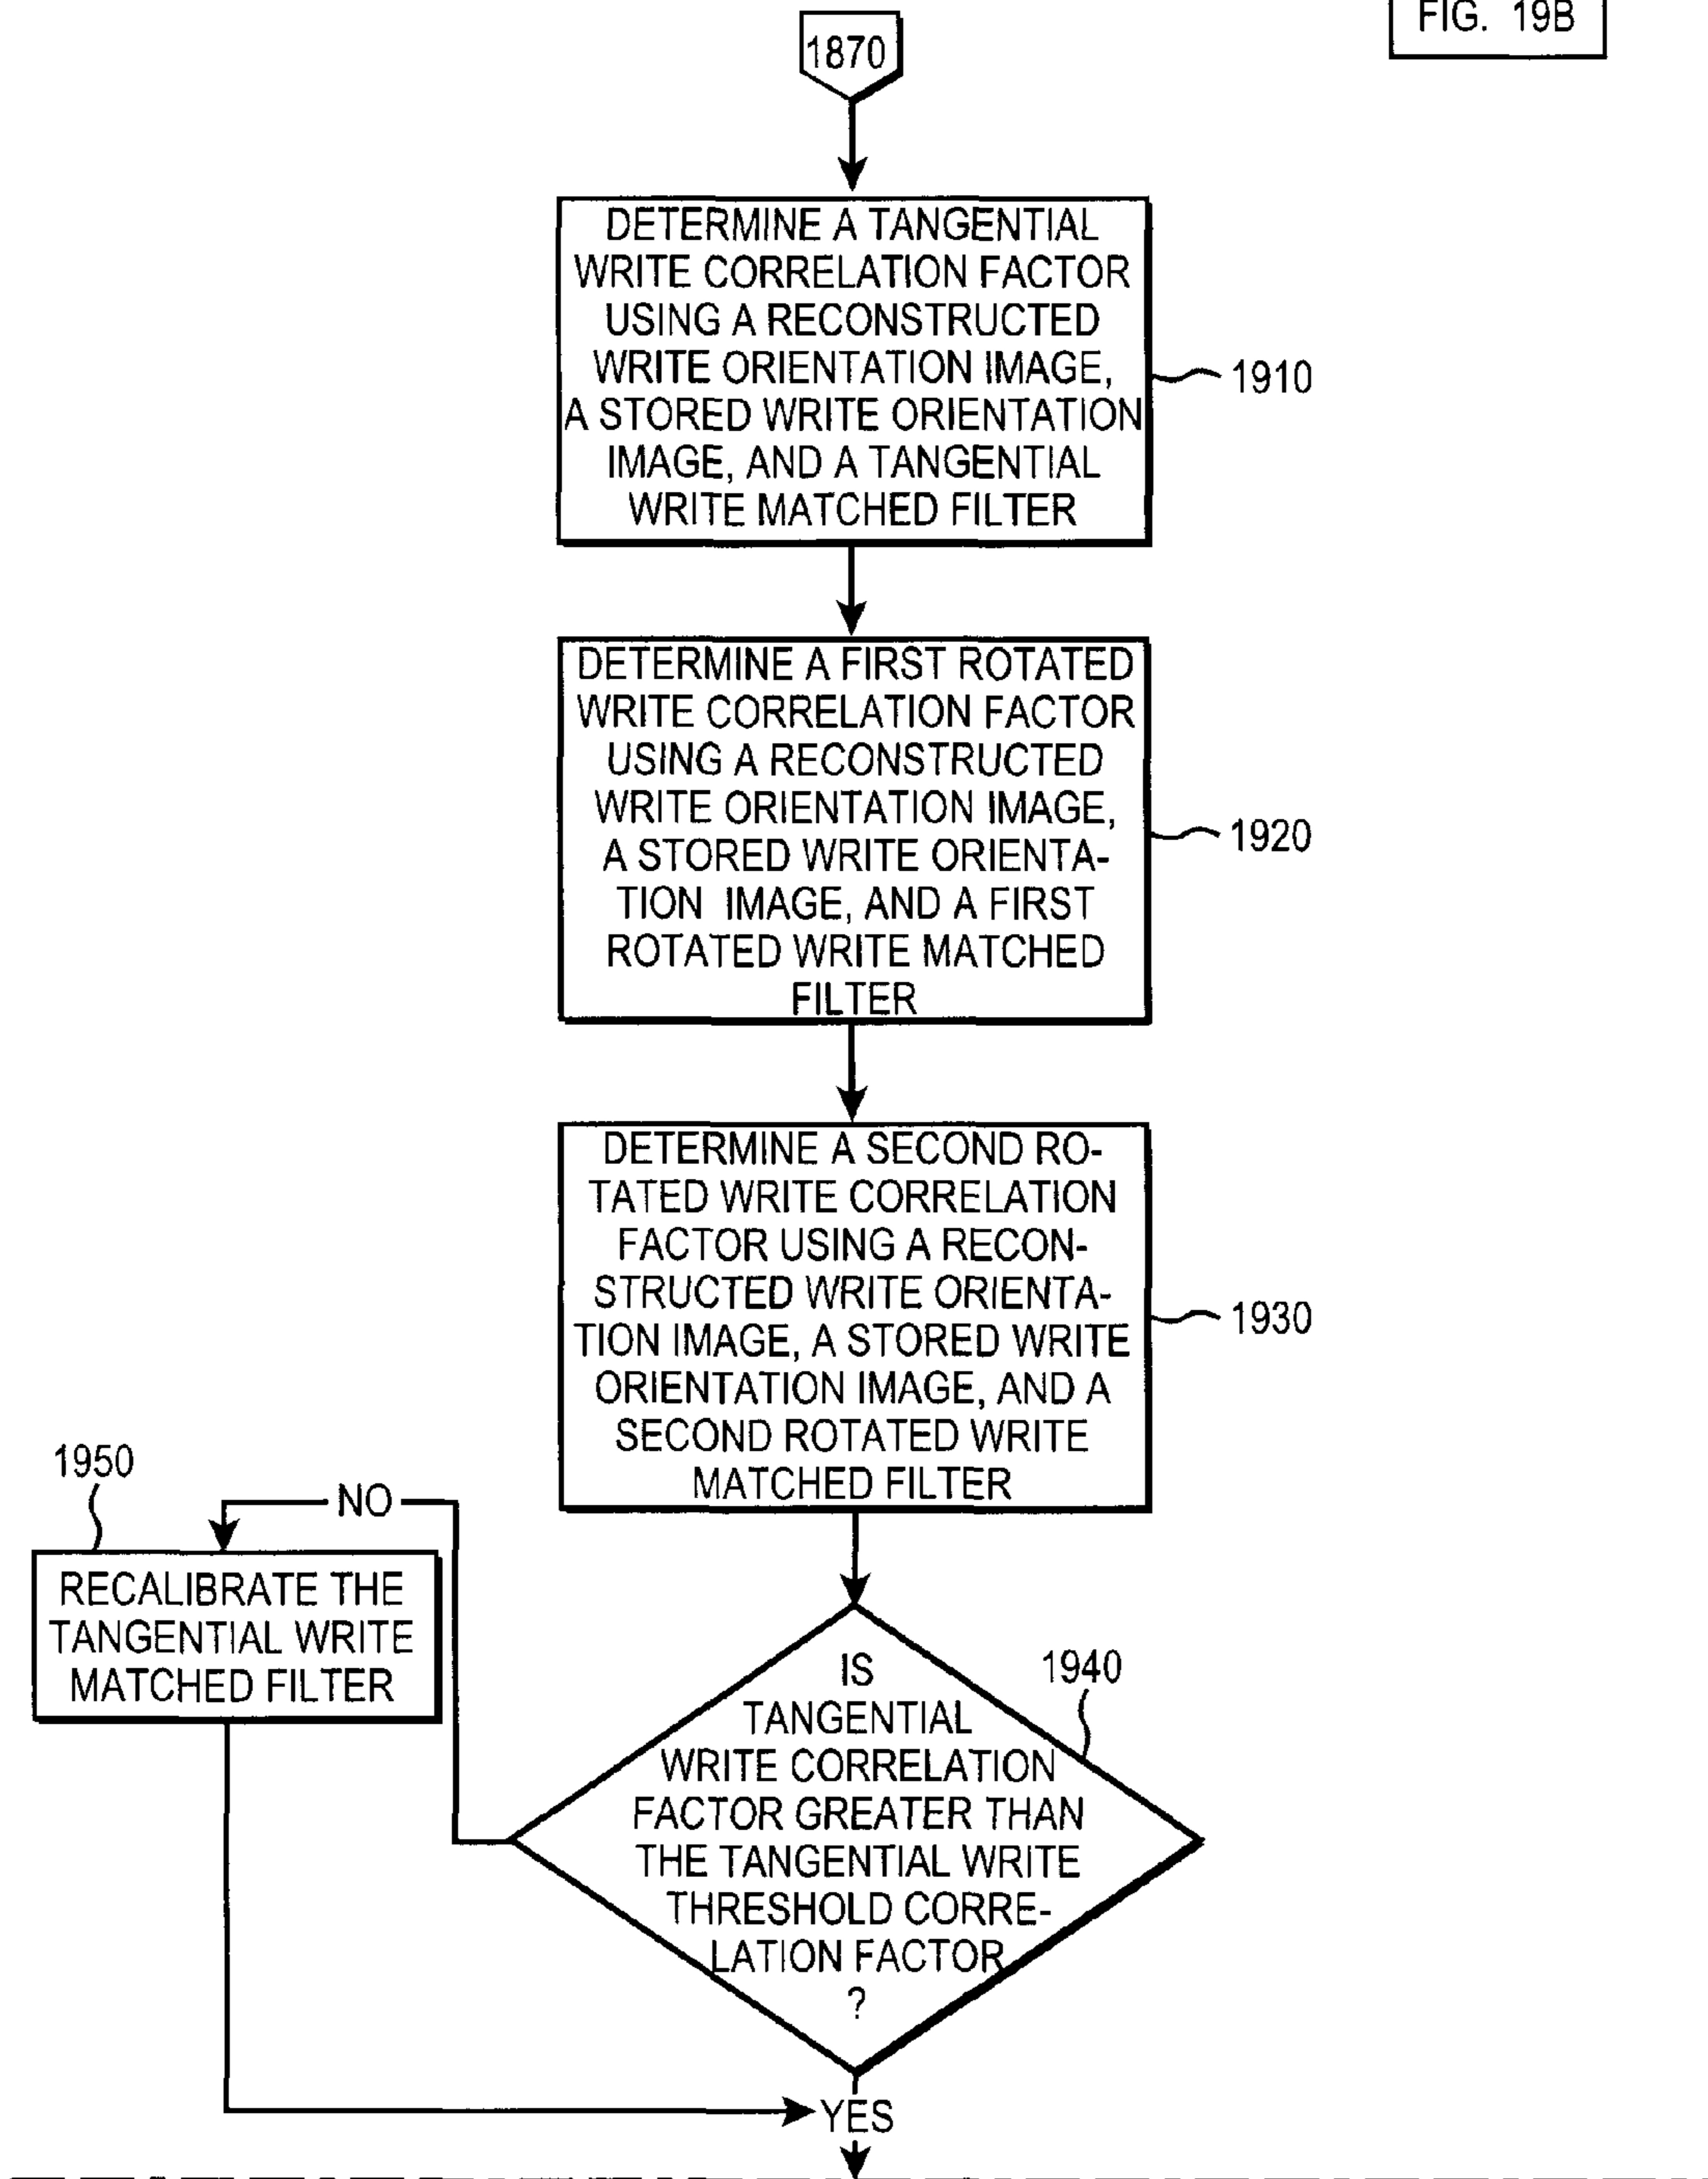 FIG. 19B
1870
DETERMINE A TANGENTIAL
WRITE CORRELATION FACTOR
USING A RECONSTRUCTED
WRITE ORIENTATION IMAGE,
A STORED WRITE ORIENTATION
IMAGE, AND A TANGENTIAL
WRITE MATCHED FILTER
1910
DETERMINE A FIRST ROTATED
WRITE CORRELATION FACTOR
USING A RECONSTRUCTED
WRITE ORIENTATION IMAGE,
A STORED WRITE ORIENTA-
TION IMAGE, AND A FIRST
ROTATED WRITE MATCHED
FILTER
1920
DETERMINE A SECOND RO-
TATED WRITE CORRELATION
FACTOR USING A RECON-
STRUCTED WRITE ORIENTA-
TION IMAGE, A STORED WRITE
ORIENTATION IMAGE, AND A
SECOND ROTATED WRITE
MATCHED FILTER
1930
1950
NO
RECALIBRATE THE
TANGENTIAL WRITE
MATCHED FILTER
IS
TANGENTIAL
WRITE CORRELATION
FACTOR GREATER THAN
THE TANGENTIAL WRITE
THRESHOLD CORRE-
LATION FACTOR
?
1940
YES